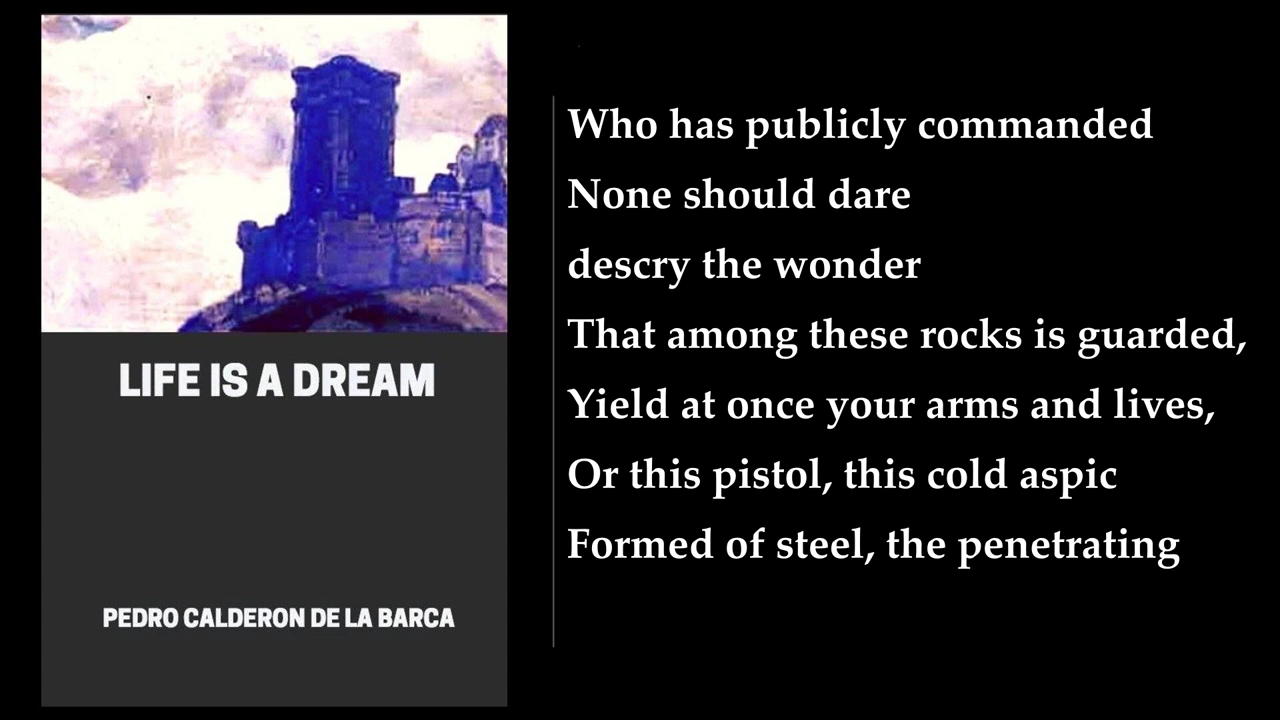 LIFE IS A DREAM
PEDRO CALDERON DE LA BARCA
Who has publicly commanded
None should dare
descry the wonder
That among these rocks is guarded,
Yield at once your arms and lives,
Or this pistol, this cold aspic
Formed of steel, the penetrating